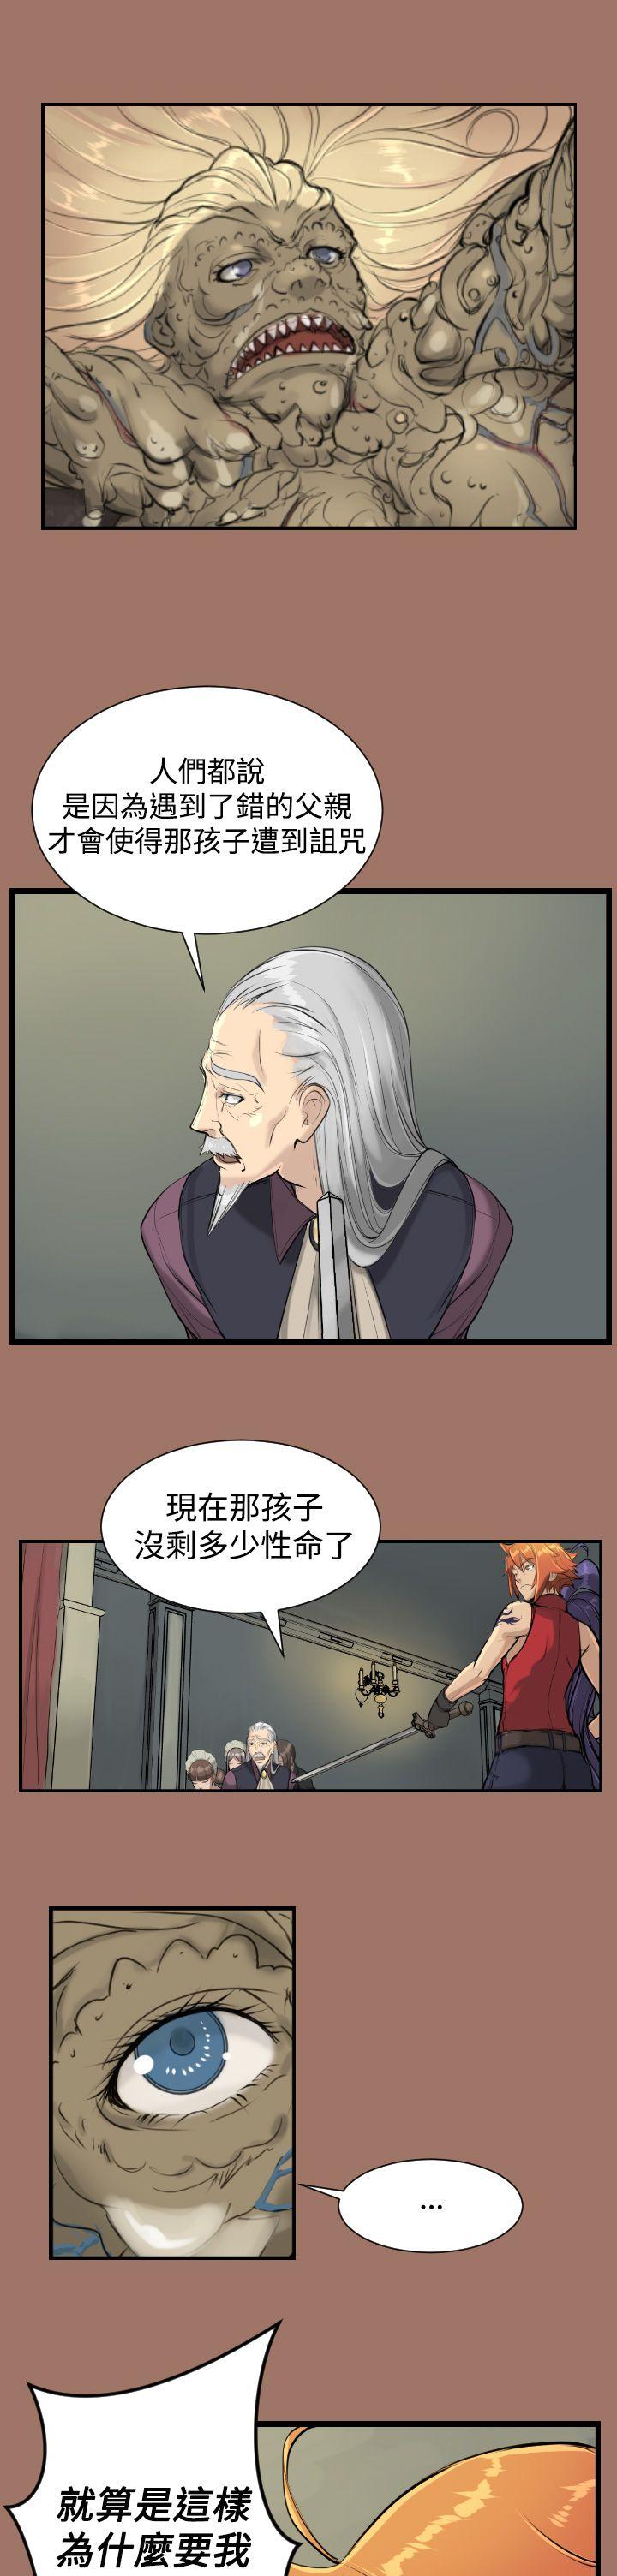 人們都說
是因為遇到了錯的父親
才會使得那孩子遭到詛咒
現在那孩子
沒剩多少性命了
...
就算是這樣
為什麼要我